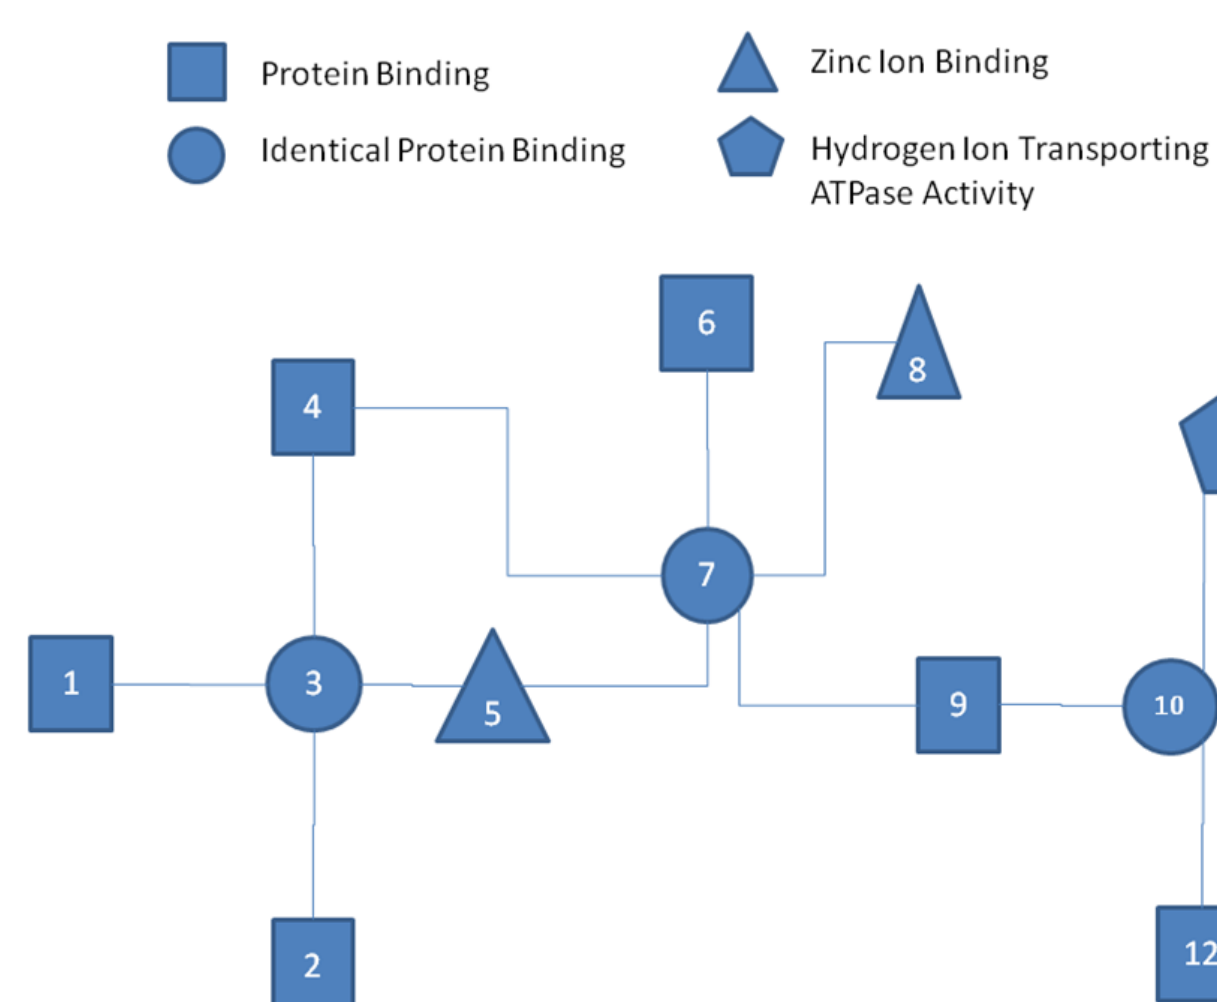 Protein Binding
Zinc Ion Binding
Identical Protein Binding
Hydrogen Ion Transporting
ATPase Activity
6
8
4
7
1
3
5
9
10
2
12